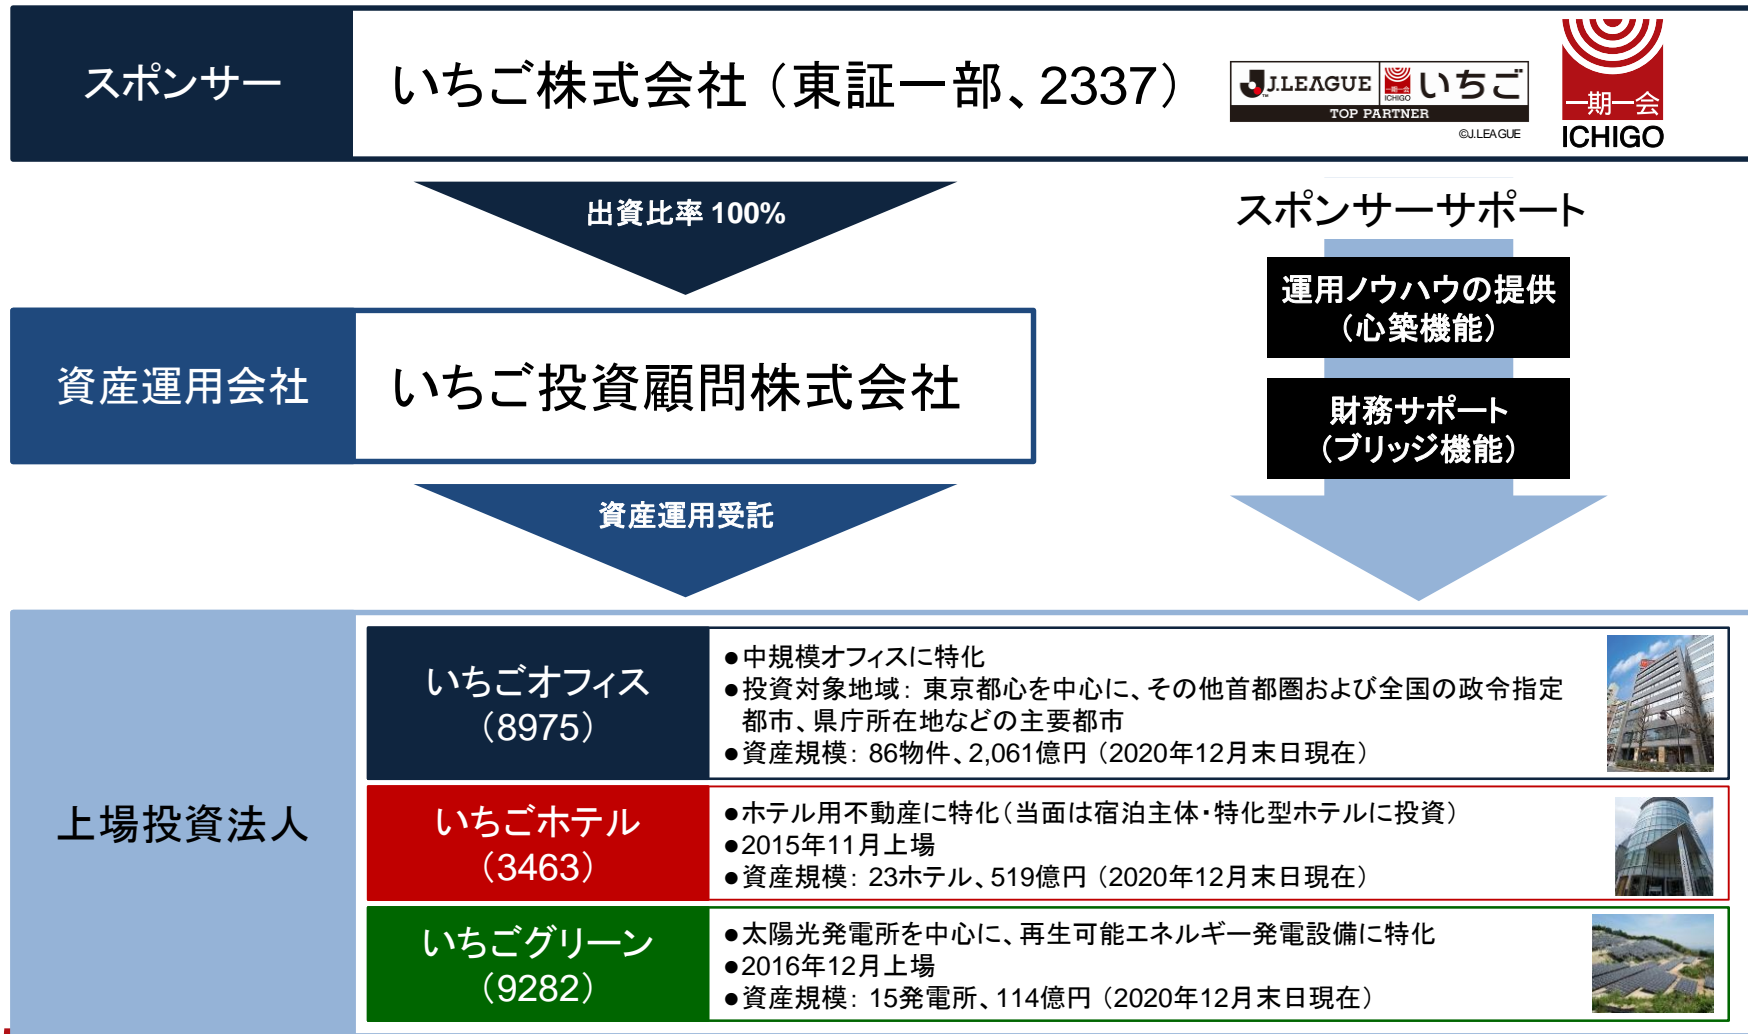 スポンサー
いちご株式会社（東証一部、2337）
J.LEAGUE
一期一会
ICHIGO
いちご
TOP PARTNER
©J.LEAGUE
一期一会
ICHIGO
出資比率 100%
スポンサーサポート
運用ノウハウの提供
（心築機能）
財務サポート
（ブリッジ機能）
資産運用会社
いちご投資顧問株式会社
資産運用受託
上場投資法人
いちごオフィス
（8975）
●中規模オフィスに特化
●投資対象地域： 東京都心を中心に、その他首都圏および全国の政令指定
都市、県庁所在地などの主要都市
●資産規模： 86物件、2,061億円（2020年12月末日現在）
いちごホテル
（3463）
●ホテル用不動産に特化（当面は宿泊主体・特化型ホテルに投資）
●2015年11月上場
●資産規模： 23ホテル、519億円（2020年12月末日現在）
いちごグリーン
（9282）
●太陽光発電所を中心に、再生可能エネルギー発電設備に特化
●2016年12月上場
●資産規模： 15発電所、114億円（2020年12月末日現在）